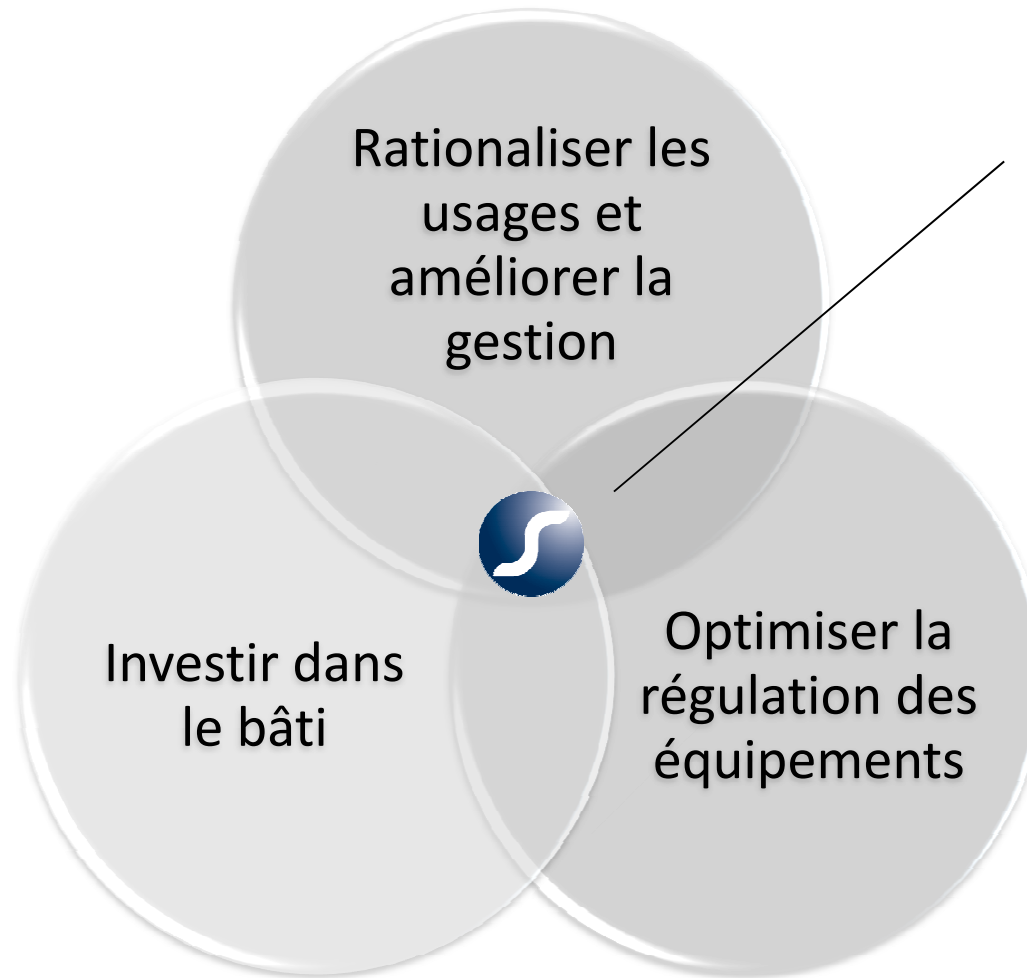 Rationaliser les
usages et
améliorer la
gestion
Investir dans
le bâti
Optimiser la
régulation des
équipements